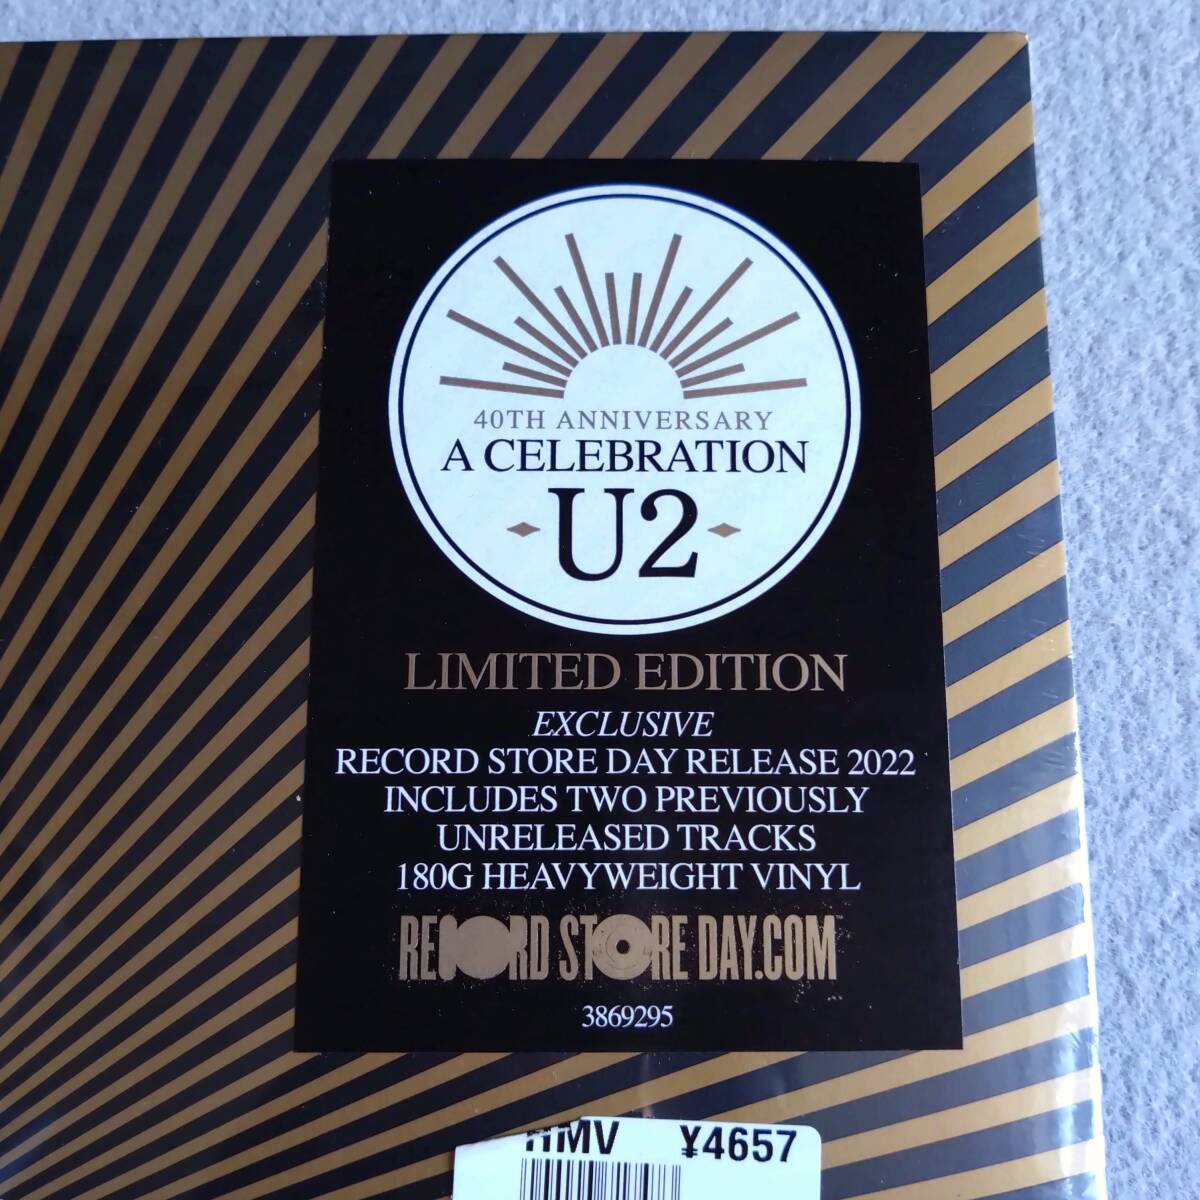 40TH ANNIVERSARY
A CELEBRATION
U2
LIMITED EDITION
EXCLUSIVE
RECORD STORE DAY RELEASE 2022
INCLUDES TWO PREVIOUSLY
UNRELEASED TRACKS
180G HEAVYWEIGHT VINYL
RECORD STORE DAY.COM™
3869295
HMV ¥4657